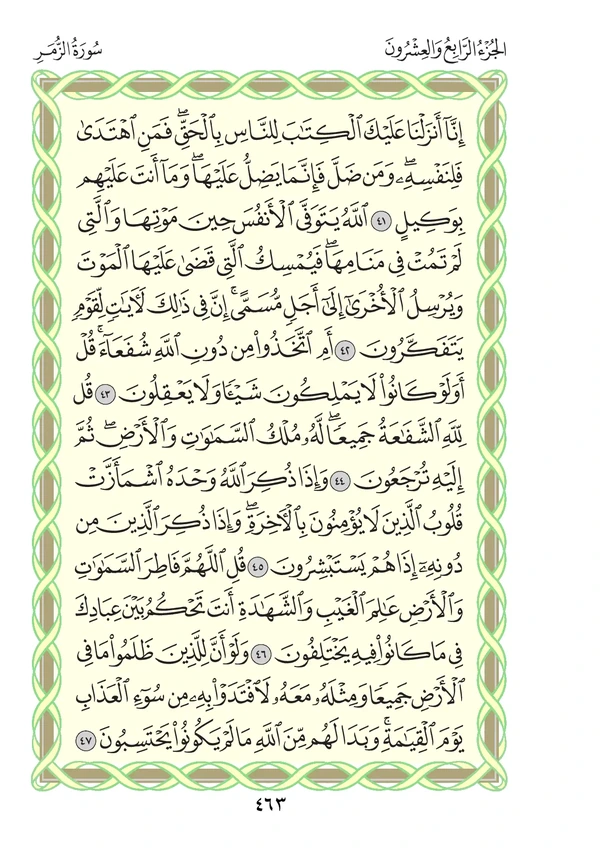 الجُزْءُ الرَّابِعُ وَالعِشْرُونَ
سُورَةُ الزُّمَرِ
إِنَّآ أَنزَلْنَا عَلَيْكَ ٱلْكِتَٰبَ لِلنَّاسِ بِٱلْحَقِّۖ فَمَنِ ٱهْتَدَىٰ
فَلِنَفْسِهِۦۖ وَمَن ضَلَّ فَإِنَّمَا يَضِلُّ عَلَيْهَاۖ وَمَآ أَنتَ عَلَيْهِم
بِوَكِيلٍ ٤١ ٱللَّهُ يَتَوَفَّى ٱلْأَنفُسَ حِينَ مَوْتِهَا وَٱلَّتِى
لَمْ تَمُتْ فِى مَنَامِهَاۖ فَيُمْسِكُ ٱلَّتِى قَضَىٰ عَلَيْهَا ٱلْمَوْتَ
وَيُرْسِلُ ٱلْأُخْرَىٰٓ إِلَىٰٓ أَجَلٍ مُّسَمًّىۚ إِنَّ فِى ذَٰلِكَ لَءَايَٰتٍ لِّقَوْمٍ
يَتَفَكَّرُونَ ٤٢ أَمِ ٱتَّخَذُوا۟ مِن دُونِ ٱللَّهِ شُفَعَآءَۚ قُلْ
أَوَلَوْ كَانُوا۟ لَا يَمْلِكُونَ شَيْـًٔا وَلَا يَعْقِلُونَ ٤٣ قُل
لِّلَّهِ ٱلشَّفَٰعَةُ جَمِيعًاۖ لَّهُۥ مُلْكُ ٱلسَّمَٰوَٰتِ وَٱلْأَرْضِۖ ثُمَّ
إِلَيْهِ تُرْجَعُونَ ٤٤ وَإِذَا ذُكِرَ ٱللَّهُ وَحْدَهُ ٱشْمَأَزَّتْ
قُلُوبُ ٱلَّذِينَ لَا يُؤْمِنُونَ بِٱلْءَاخِرَةِۖ وَإِذَا ذُكِرَ ٱلَّذِينَ مِن
دُونِهِۦٓ إِذَا هُمْ يَسْتَبْشِرُونَ ٤٥ قُلِ ٱللَّهُمَّ فَاطِرَ ٱلسَّمَٰوَٰتِ
وَٱلْأَرْضِ عَٰلِمَ ٱلْغَيْبِ وَٱلشَّهَٰدَةِ أَنتَ تَحْكُمُ بَيْنَ عِبَادِكَ
فِى مَا كَانُوا۟ فِيهِ يَخْتَلِفُونَ ٤٦ وَلَوْ أَنَّ لِلَّذِينَ ظَلَمُوا۟ مَا فِى
ٱلْأَرْضِ جَمِيعًا وَمِثْلَهُۥ مَعَهُۥ لَٱفْتَدَوْا۟ بِهِۦ مِن سُوٓءِ ٱلْعَذَابِ
يَوْمَ ٱلْقِيَٰمَةِۚ وَبَدَا لَهُم مِّنَ ٱللَّهِ مَا لَمْ يَكُونُوا۟ يَحْتَسِبُونَ ٤٧
٤٦٣